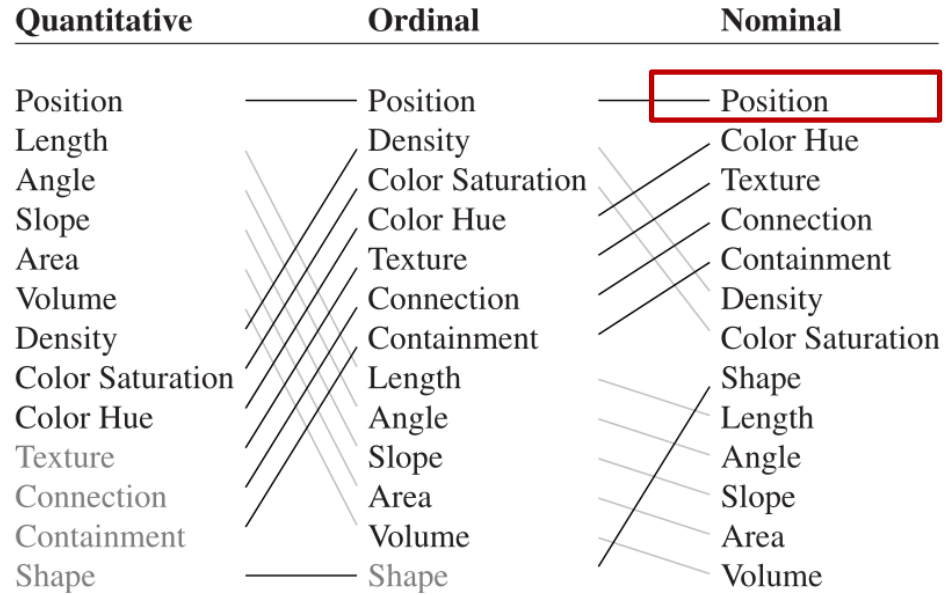 Quantitative Ordinal Nominal
Position Position Position
Length Density Color Hue
Angle Color Saturation Texture
Slope Color Hue Connection
Area Texture Containment
Volume Connection Density
Density Containment Color Saturation
Color Saturation Length Shape
Color Hue Angle Length
Texture Slope Angle
Connection Area Slope
Containment Volume Area
Shape Shape Volume